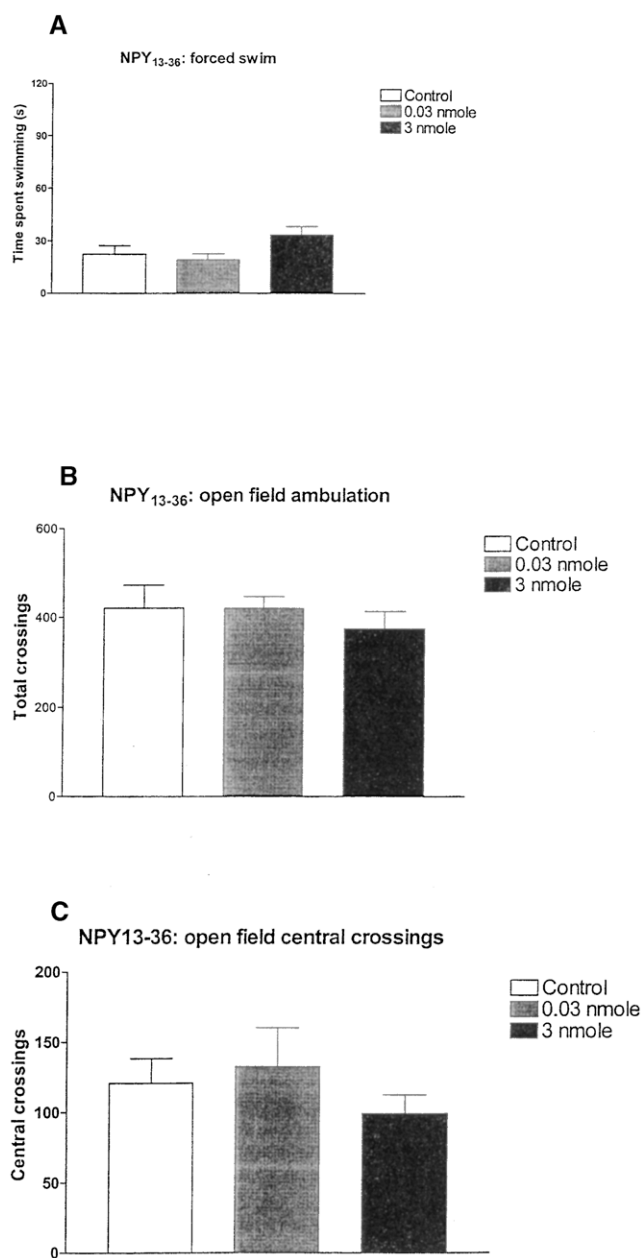 A
NPY13-36: forced swim
Time spent swimming (s)
120
90
60
30
0
Control
0.03 nmole
3 nmole
B
NPY13-36: open field ambulation
Total crossings
600
400
200
0
Control
0.03 nmole
3 nmole
C
NPY13-36: open field central crossings
Central crossings
200
150
100
50
0
Control
0.03 nmole
3 nmole